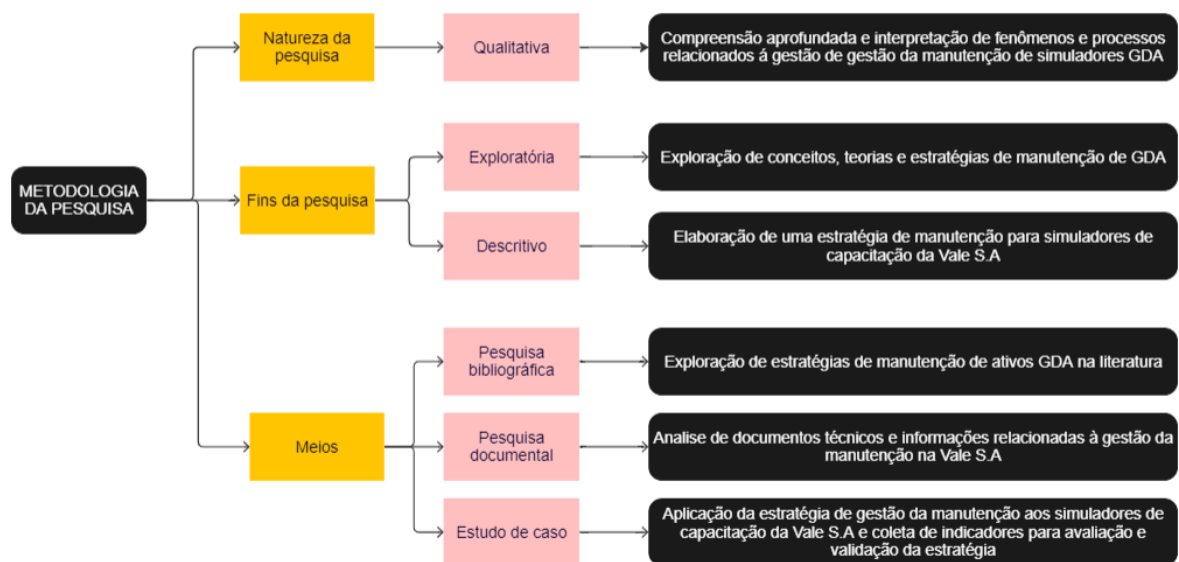 Natureza da
pesquisa
Qualitativa
Compreensão aprofundada e interpretação de fenômenos e processos
relacionados á gestão de gestão da manutenção de simuladores GDA
METODOLOGIA
DA PESQUISA
Fins da pesquisa
Exploratória
Exploração de conceitos, teorias e estratégias de manutenção de GDA
Descritivo
Elaboração de uma estratégia de manutenção para simuladores de
capacitação da Vale S.A
Meios
Pesquisa
bibliográfica
Exploração de estratégias de manutenção de ativos GDA na literatura
Pesquisa
documental
Analise de documentos técnicos e informações relacionadas à gestão da
manutenção na Vale S.A
Estudo de caso
Aplicação da estratégia de gestão da manutenção aos simuladores de
capacitação da Vale S.A e coleta de indicadores para avaliação e
validação da estratégia